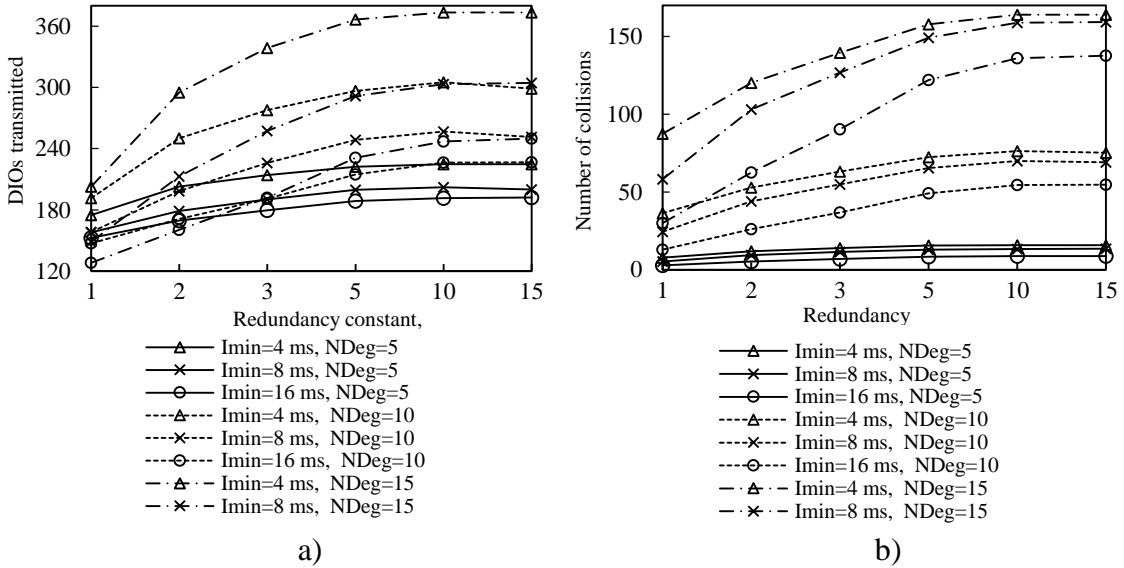 DIOs transmitted
360
300
240
180
120
1 2 3 5 10 15
Redundancy constant,
Imin=4 ms, NDeg=5
Imin=8 ms, NDeg=5
Imin=16 ms, NDeg=5
Imin=4 ms, NDeg=10
Imin=8 ms, NDeg=10
Imin=16 ms, NDeg=10
Imin=4 ms, NDeg=15
Imin=8 ms, NDeg=15
a)
Number of collisions
150
100
50
0
1 2 3 5 10 15
Redundancy
Imin=4 ms, NDeg=5
Imin=8 ms, NDeg=5
Imin=16 ms, NDeg=5
Imin=4 ms, NDeg=10
Imin=8 ms, NDeg=10
Imin=16 ms, NDeg=10
Imin=4 ms, NDeg=15
Imin=8 ms, NDeg=15
b)